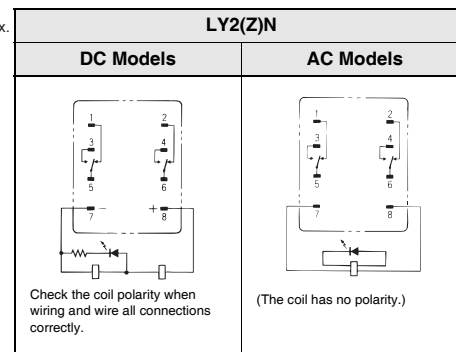 x.
LY2(Z)N
DC Models
AC Models
1 2
3 4
5 6
7 — + 8
1 2
3 4
5 6
7 8
Check the coil polarity when
wiring and wire all connections
correctly.
(The coil has no polarity.)